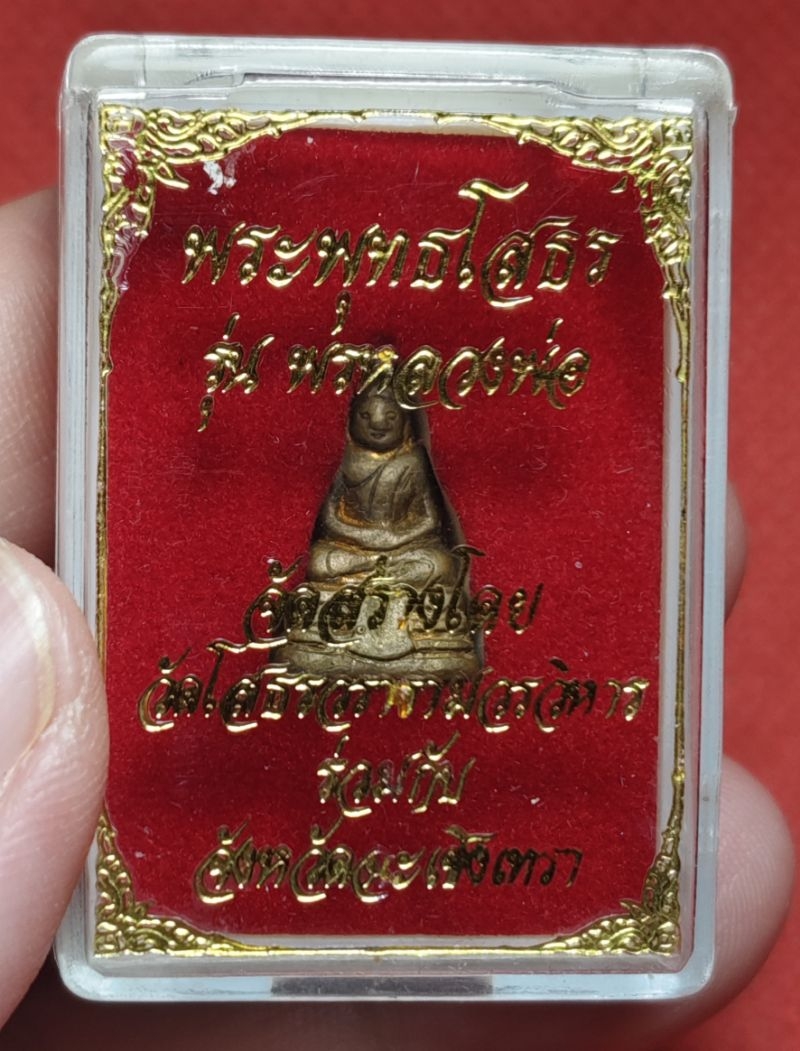 พระพุทธโสธร
รุ่น พรหลวงพ่อ
จัดสร้างโดย
วัดโสธรวรารามวรวิหาร
ร่วมกับ
จังหวัดฉะเชิงเทรา